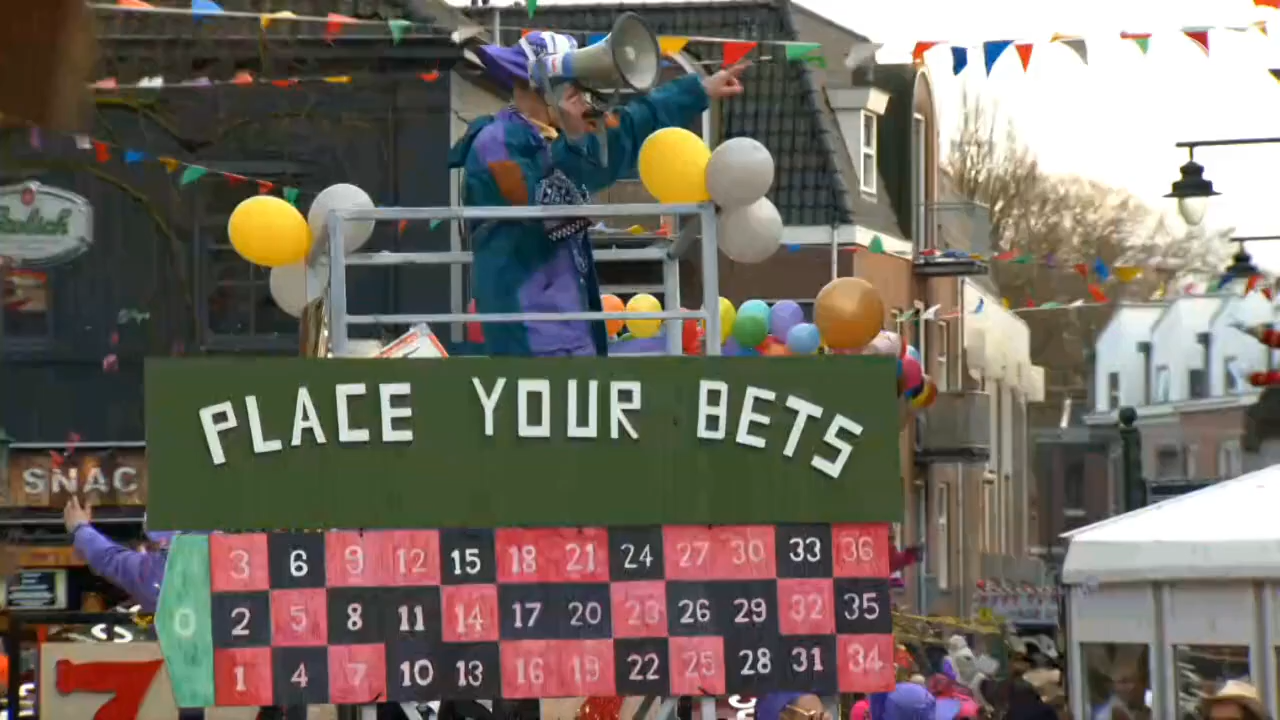 PLACE YOUR BETS
SNAC
3 6 9 12 15 18 21 24 27 30 33 36
0 2 5 8 11 14 17 20 23 26 29 32 35
1 4 7 10 13 16 19 22 25 28 31 34
7